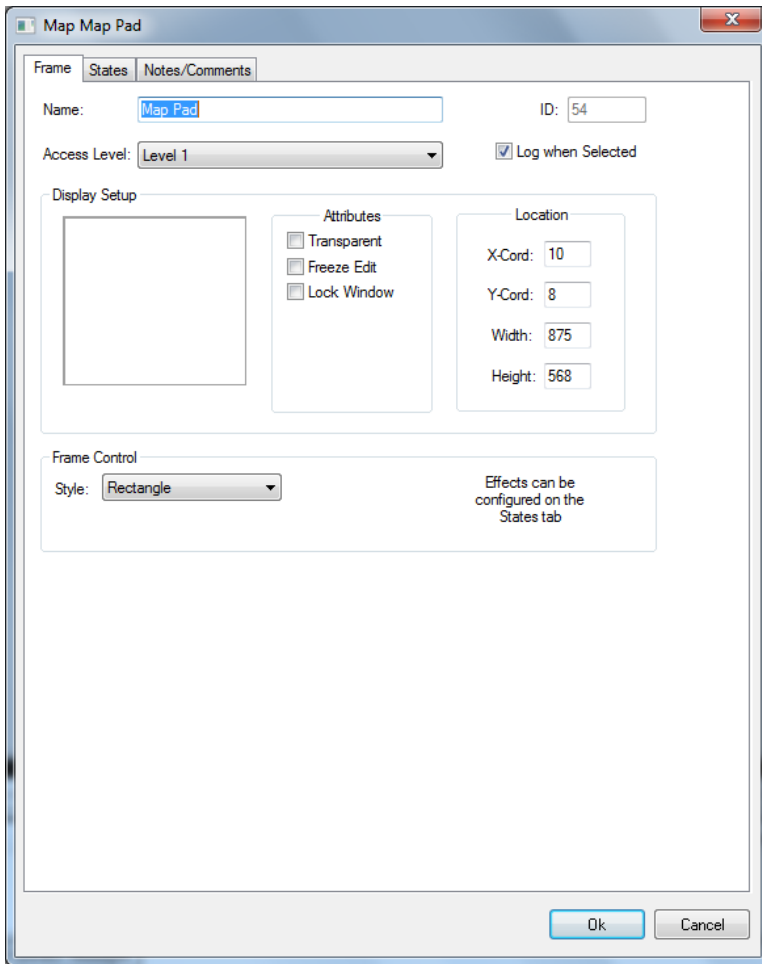 Map Map Pad
x
Frame States Notes/Comments
Name: Map Pad ID: 54
Access Level: Level 1 Log when Selected
Display Setup
Attributes
Transparent
Freeze Edit
Lock Window
Location
X-Cord: 10
Y-Cord: 8
Width: 875
Height: 568
Frame Control
Style: Rectangle
Effects can be
configured on the
States tab
Ok Cancel